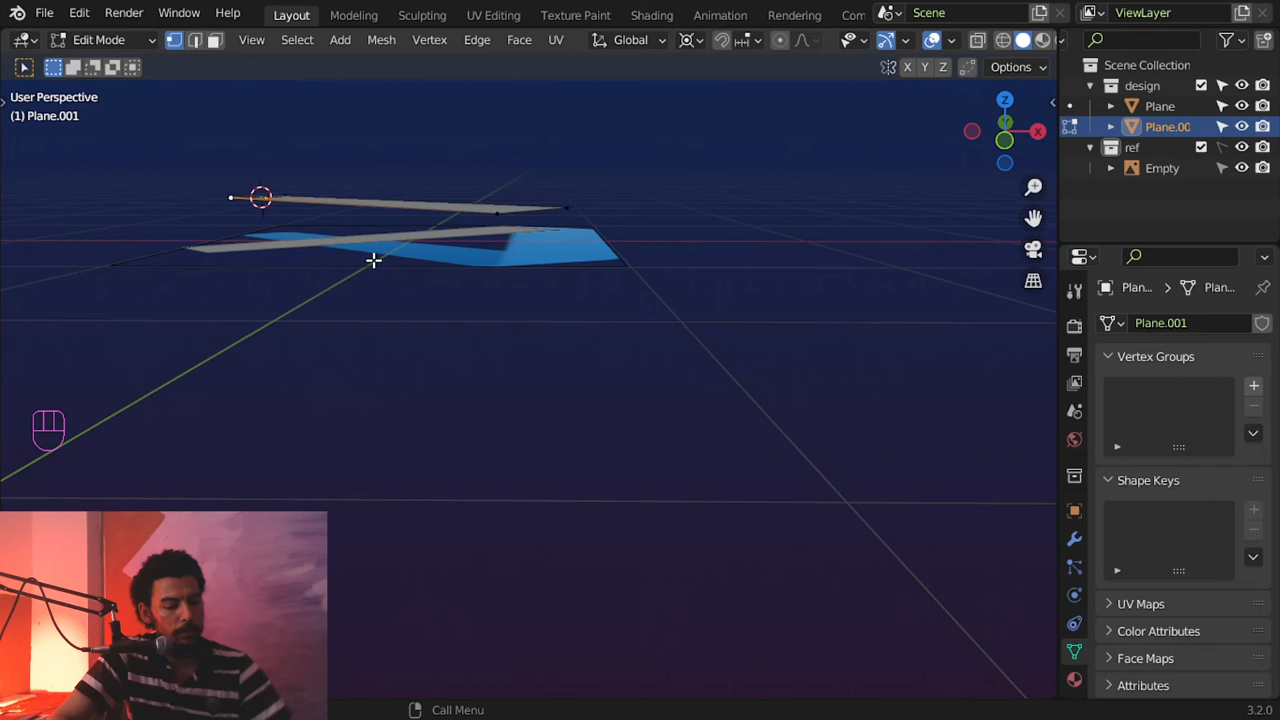 File Edit Render Window Help Layout Modeling Sculpting UV Editing Texture Paint Shading Animation Rendering Com Scene ViewLayer
Edit Mode View Select Add Mesh Vertex Edge Face UV Global
X Y Z Options
User Perspective
(1) Plane.001
Z
X
Y
Scene Collection
design
Plane
Plane.00
ref
Empty
Plan... Plan...
Plane.001
Vertex Groups
Shape Keys
UV Maps
Color Attributes
Face Maps
Attributes
Call Menu
3.2.0